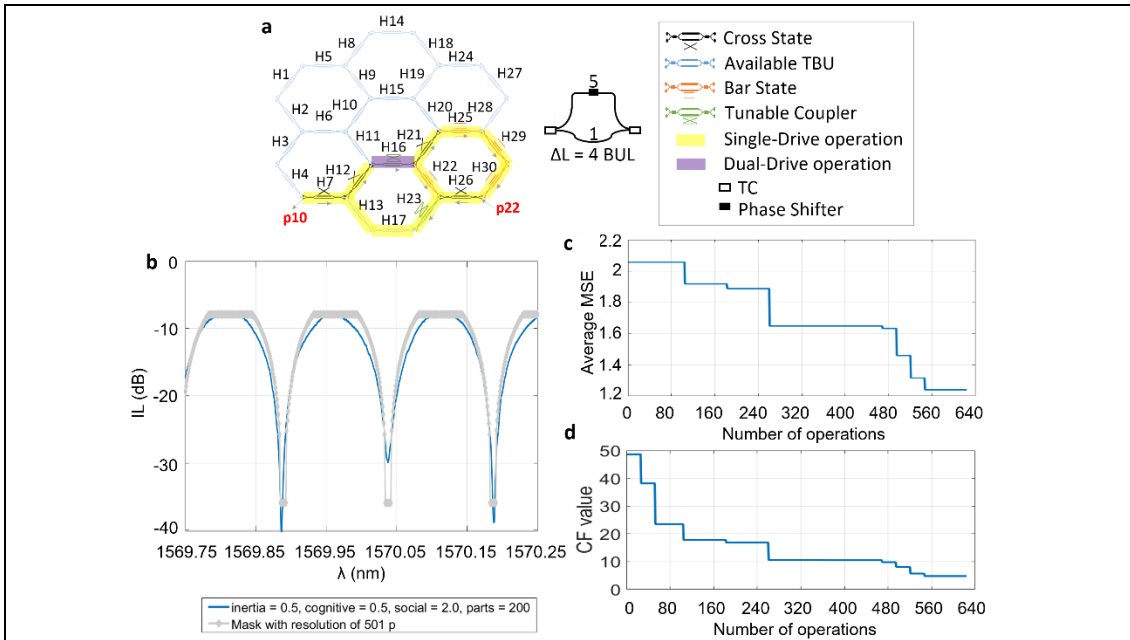 a
H14
H8
H18
H1
H5
H24
H9
H19
H27
H15
H2
H10
H20
H28
H6
H25
H3
H11
H21
H29
H16
H4
H12
H22
H30
H7
H26
H23
p10
H13
p22
H17
5
1
ΔL = 4 BUL
Cross State
Available TBU
Bar State
Tunable Coupler
Single-Drive operation
Dual-Drive operation
TC
Phase Shifter
b
0
-10
-20
-30
-40
IL (dB)
1569.75 1569.85 1569.95 1570.05 1570.15 1570.25
λ (nm)
inertia = 0.5, cognitive = 0.5, social = 2.0, parts = 200
Mask with resolution of 501 p
c
2.2
2
1.8
1.6
1.4
1.2
Average MSE
0 80 160 240 320 400 480 560 640
Number of operations
d
50
40
30
20
10
0
CF value
0 80 160 240 320 400 480 560 640
Number of operations